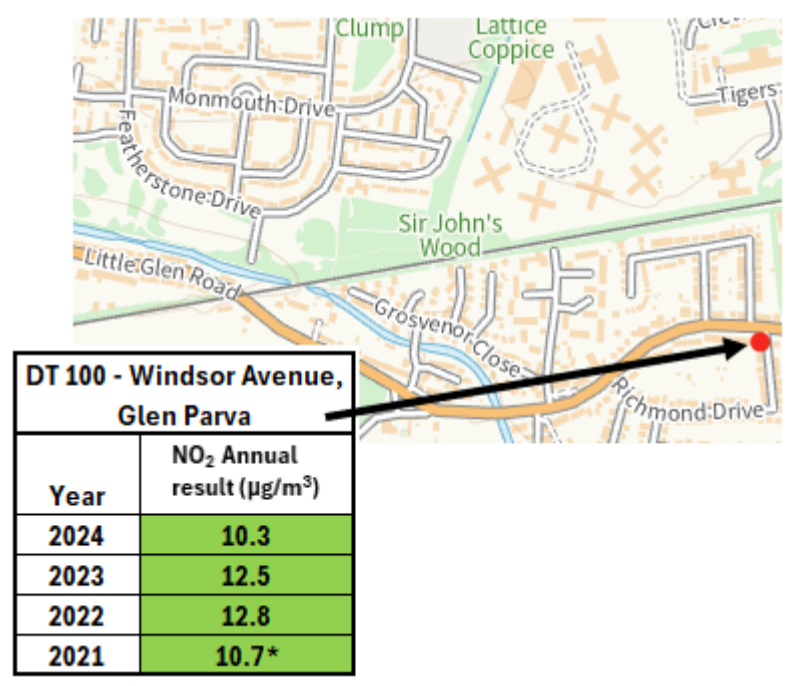 Clump
Lattice
Coppice
Monmouth Drive
Tigers
Featherstone Drive
Sir John's
Wood
Little Glen Road
Grosvenor Close
Richmond Drive
DT 100 - Windsor Avenue,
Glen Parva
Year
NO₂ Annual
result (µg/m³)
2024 10.3
2023 12.5
2022 12.8
2021 10.7*